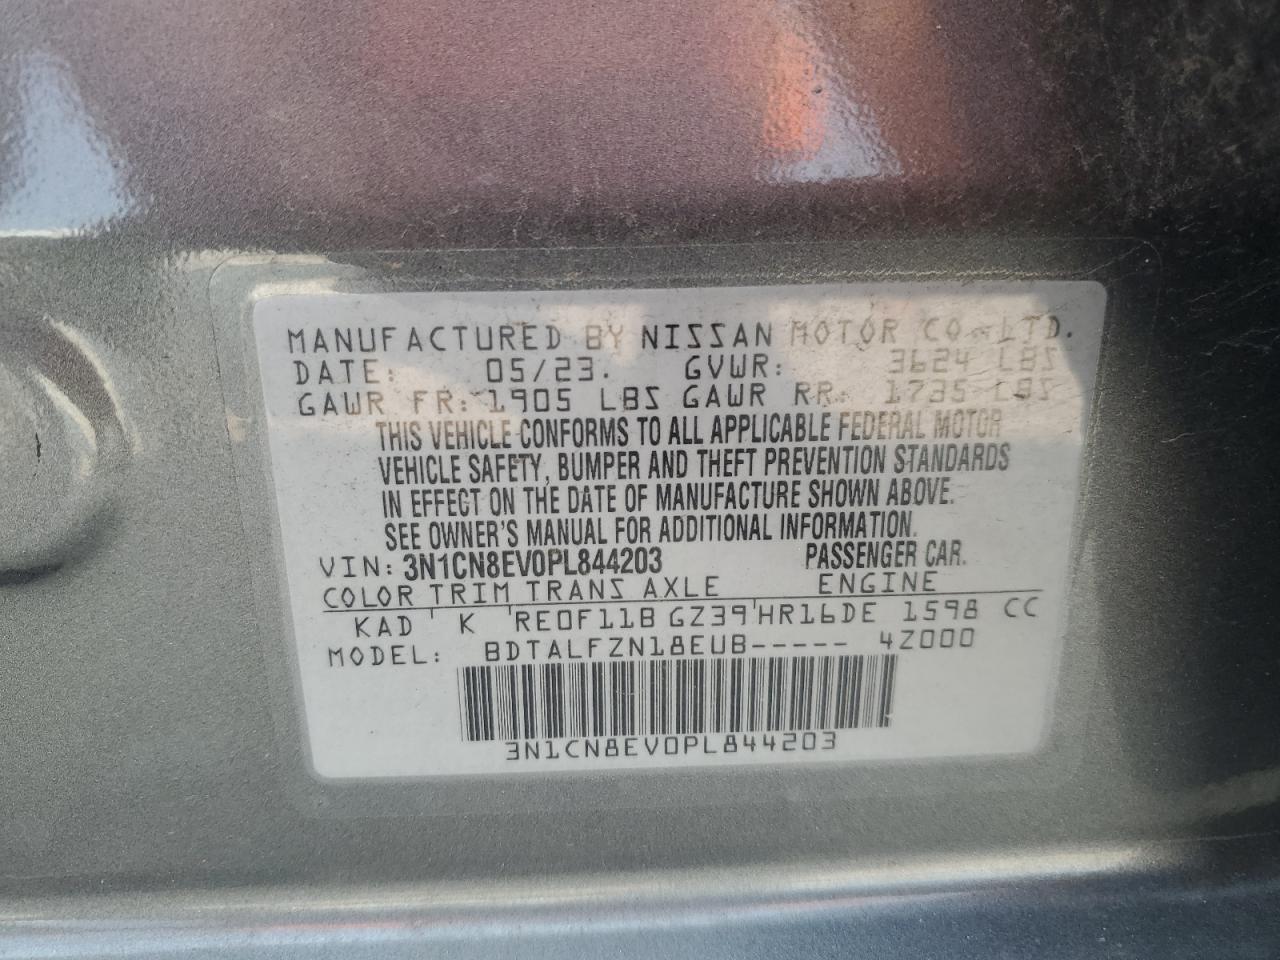 MANUFACTURED BY NISSAN MOTOR CO. LTD.
DATE: 05/23. GVWR: 3624 LBS
GAWR FR: 1905 LBS GAWR RR: 1735 LBS
THIS VEHICLE CONFORMS TO ALL APPLICABLE FEDERAL MOTOR
VEHICLE SAFETY, BUMPER AND THEFT PREVENTION STANDARDS
IN EFFECT ON THE DATE OF MANUFACTURE SHOWN ABOVE.
SEE OWNER'S MANUAL FOR ADDITIONAL INFORMATION.
VIN: 3N1CN8EV0PL844203 PASSENGER CAR.
COLOR TRIM TRANS AXLE ENGINE
KAD K RE0F11B GZ39 HR16DE 1598 CC
MODEL: BDTALFZN18EUB----- 4Z000
3N1CN8EV0PL844203